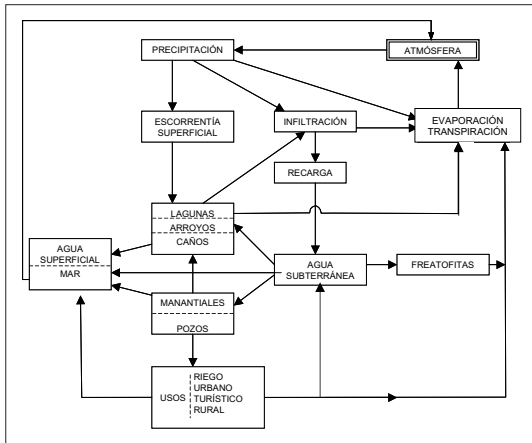 PRECIPITACIÓN
ATMÓSFERA
ESCORRENTÍA
SUPERFICIAL
INFILTRACIÓN
EVAPORACIÓN
TRANSPIRACIÓN
RECARGA
LAGUNAS
ARROYOS
CAÑOS
AGUA
SUPERFICIAL
MAR
AGUA
SUBTERRÁNEA
FREATOFITAS
MANANTIALES
POZOS
USOS
RIEGO
URBANO
TURÍSTICO
RURAL